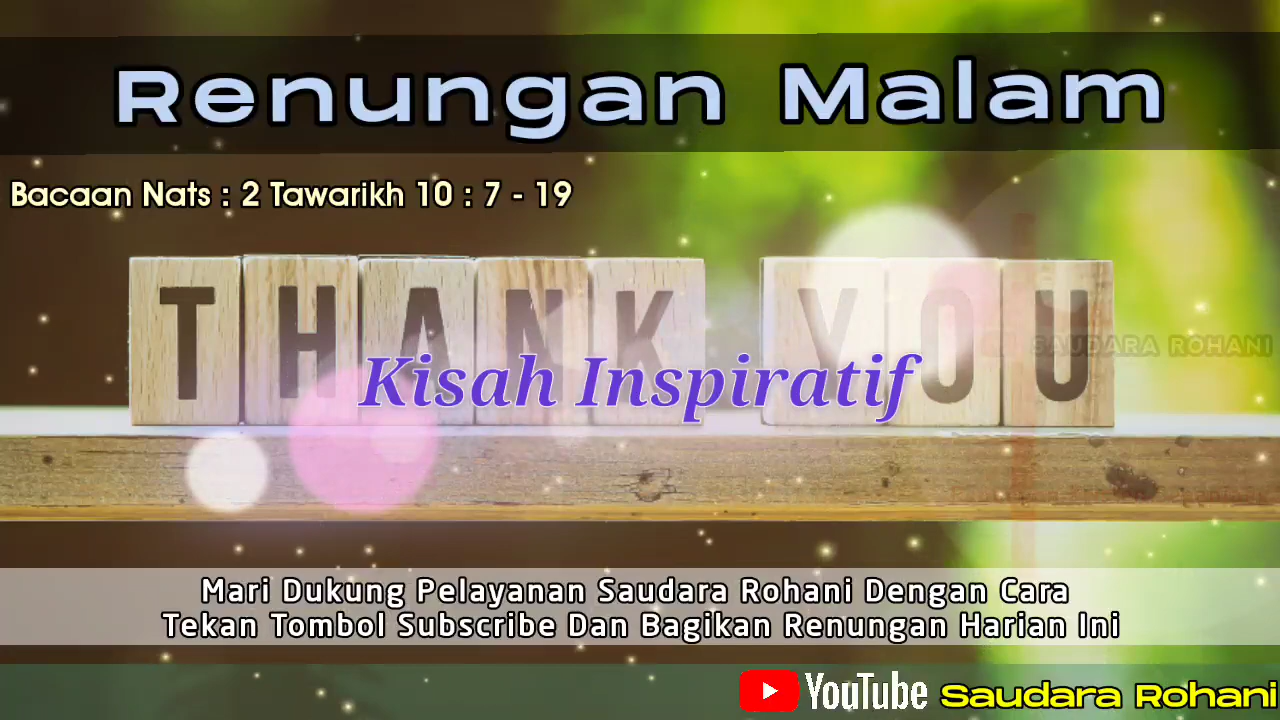 Renungan Malam
Bacaan Nats : 2 Tawarikh 10 : 7 - 19
THANK YOU
Kisah Inspiratif
SAUDARA ROHANI
Mari Dukung Pelayanan Saudara Rohani Dengan Cara
Tekan Tombol Subscribe Dan Bagikan Renungan Harian Ini
YouTube Saudara Rohani